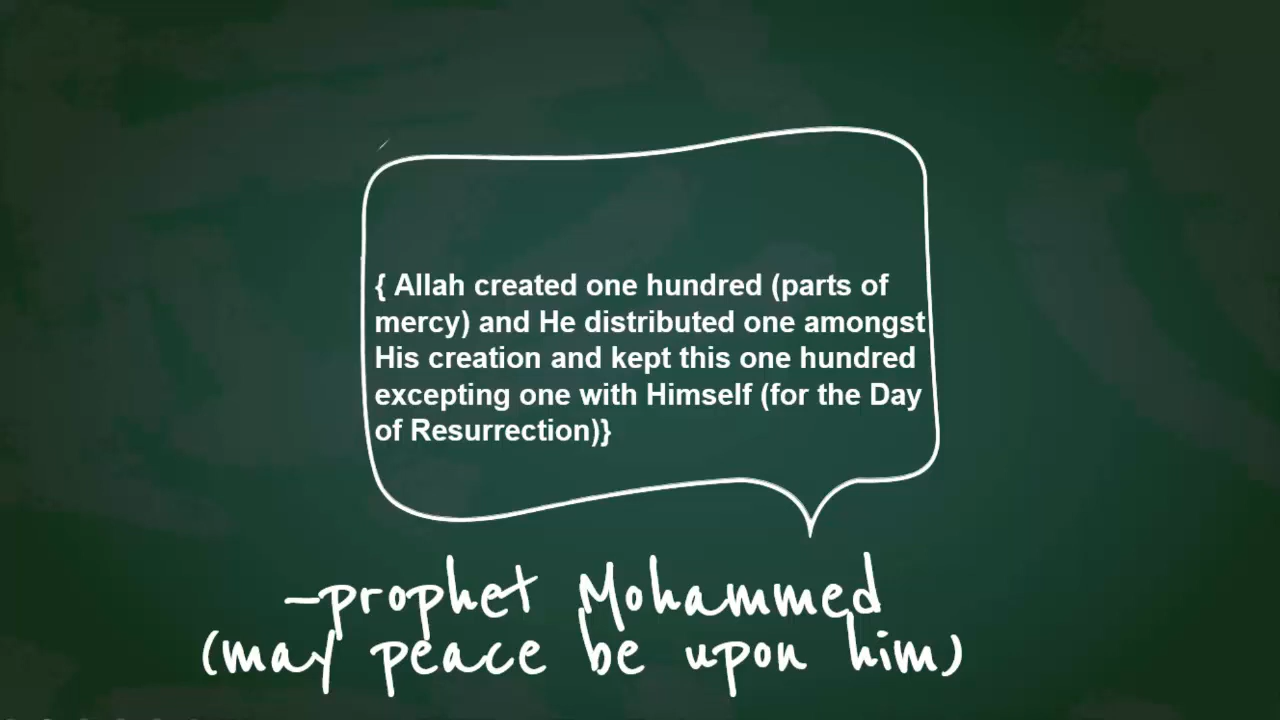 { Allah created one hundred (parts of
mercy) and He distributed one amongst
His creation and kept this one hundred
excepting one with Himself (for the Day
of Resurrection)}
–prophet Mohammed
(may peace be upon him)